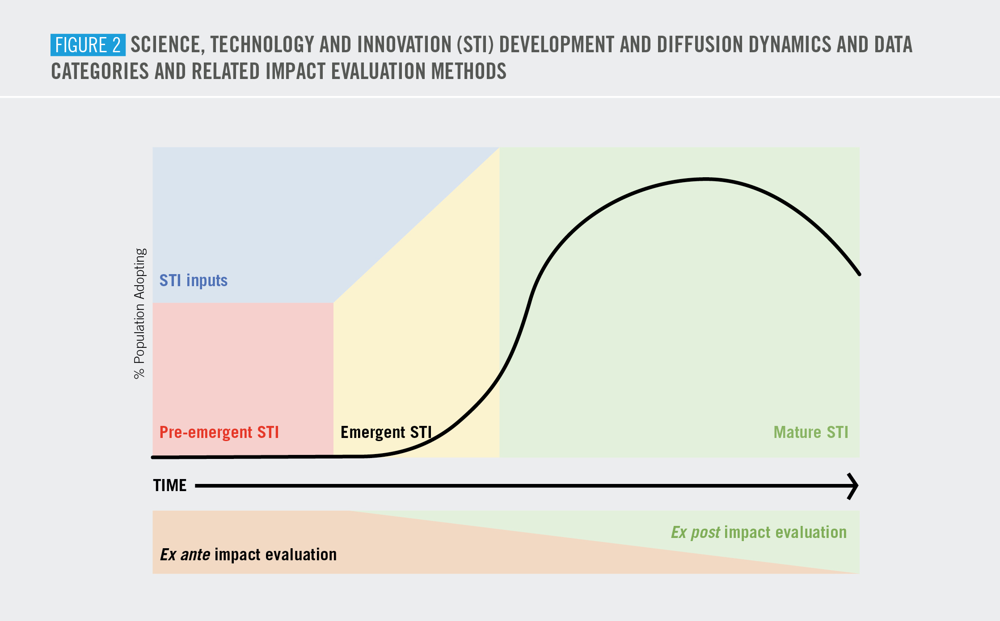 FIGURE 2 SCIENCE, TECHNOLOGY AND INNOVATION (STI) DEVELOPMENT AND DIFFUSION DYNAMICS AND DATA
CATEGORIES AND RELATED IMPACT EVALUATION METHODS
% Population Adopting
STI inputs
Pre-emergent STI
Emergent STI
Mature STI
TIME
Ex post impact evaluation
Ex ante impact evaluation